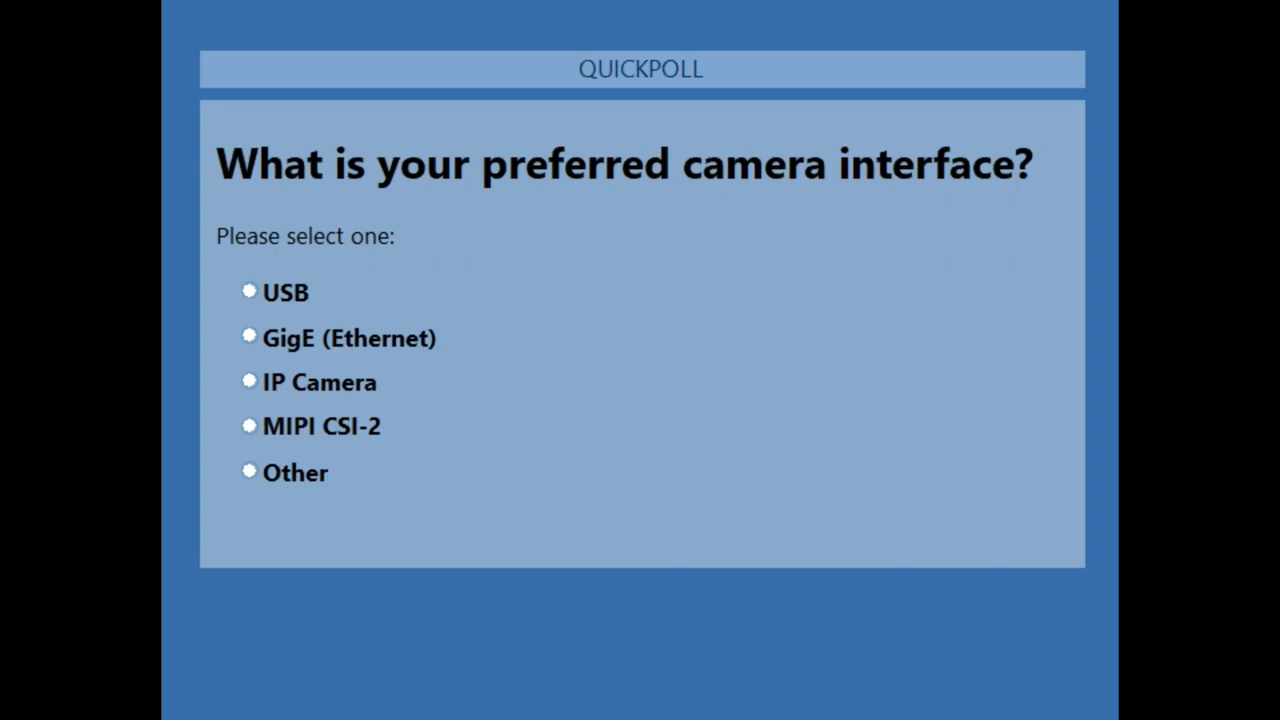 QUICKPOLL
What is your preferred camera interface?
Please select one:
USB
GigE (Ethernet)
IP Camera
MIPI CSI-2
Other